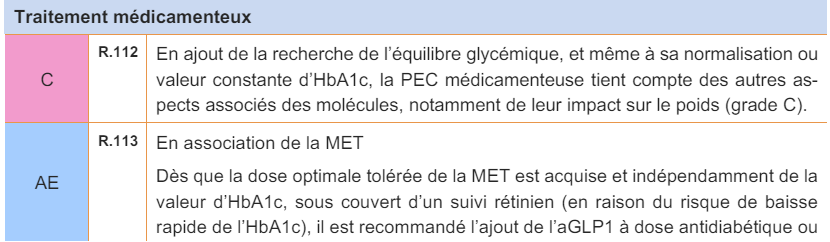 Traitement médicamenteux
C
R.112
En ajout de la recherche de l'équilibre glycémique, et même à sa normalisation ou
valeur constante d'HbA1c, la PEC médicamenteuse tient compte des autres as-
pects associés des molécules, notamment de leur impact sur le poids (grade C).
AE
R.113
En association de la MET
Dès que la dose optimale tolérée de la MET est acquise et indépendamment de la
valeur d'HbA1c, sous couvert d'un suivi rétinien (en raison du risque de baisse
rapide de l'HbA1c), il est recommandé l'ajout de l'aGLP1 à dose antidiabétique ou